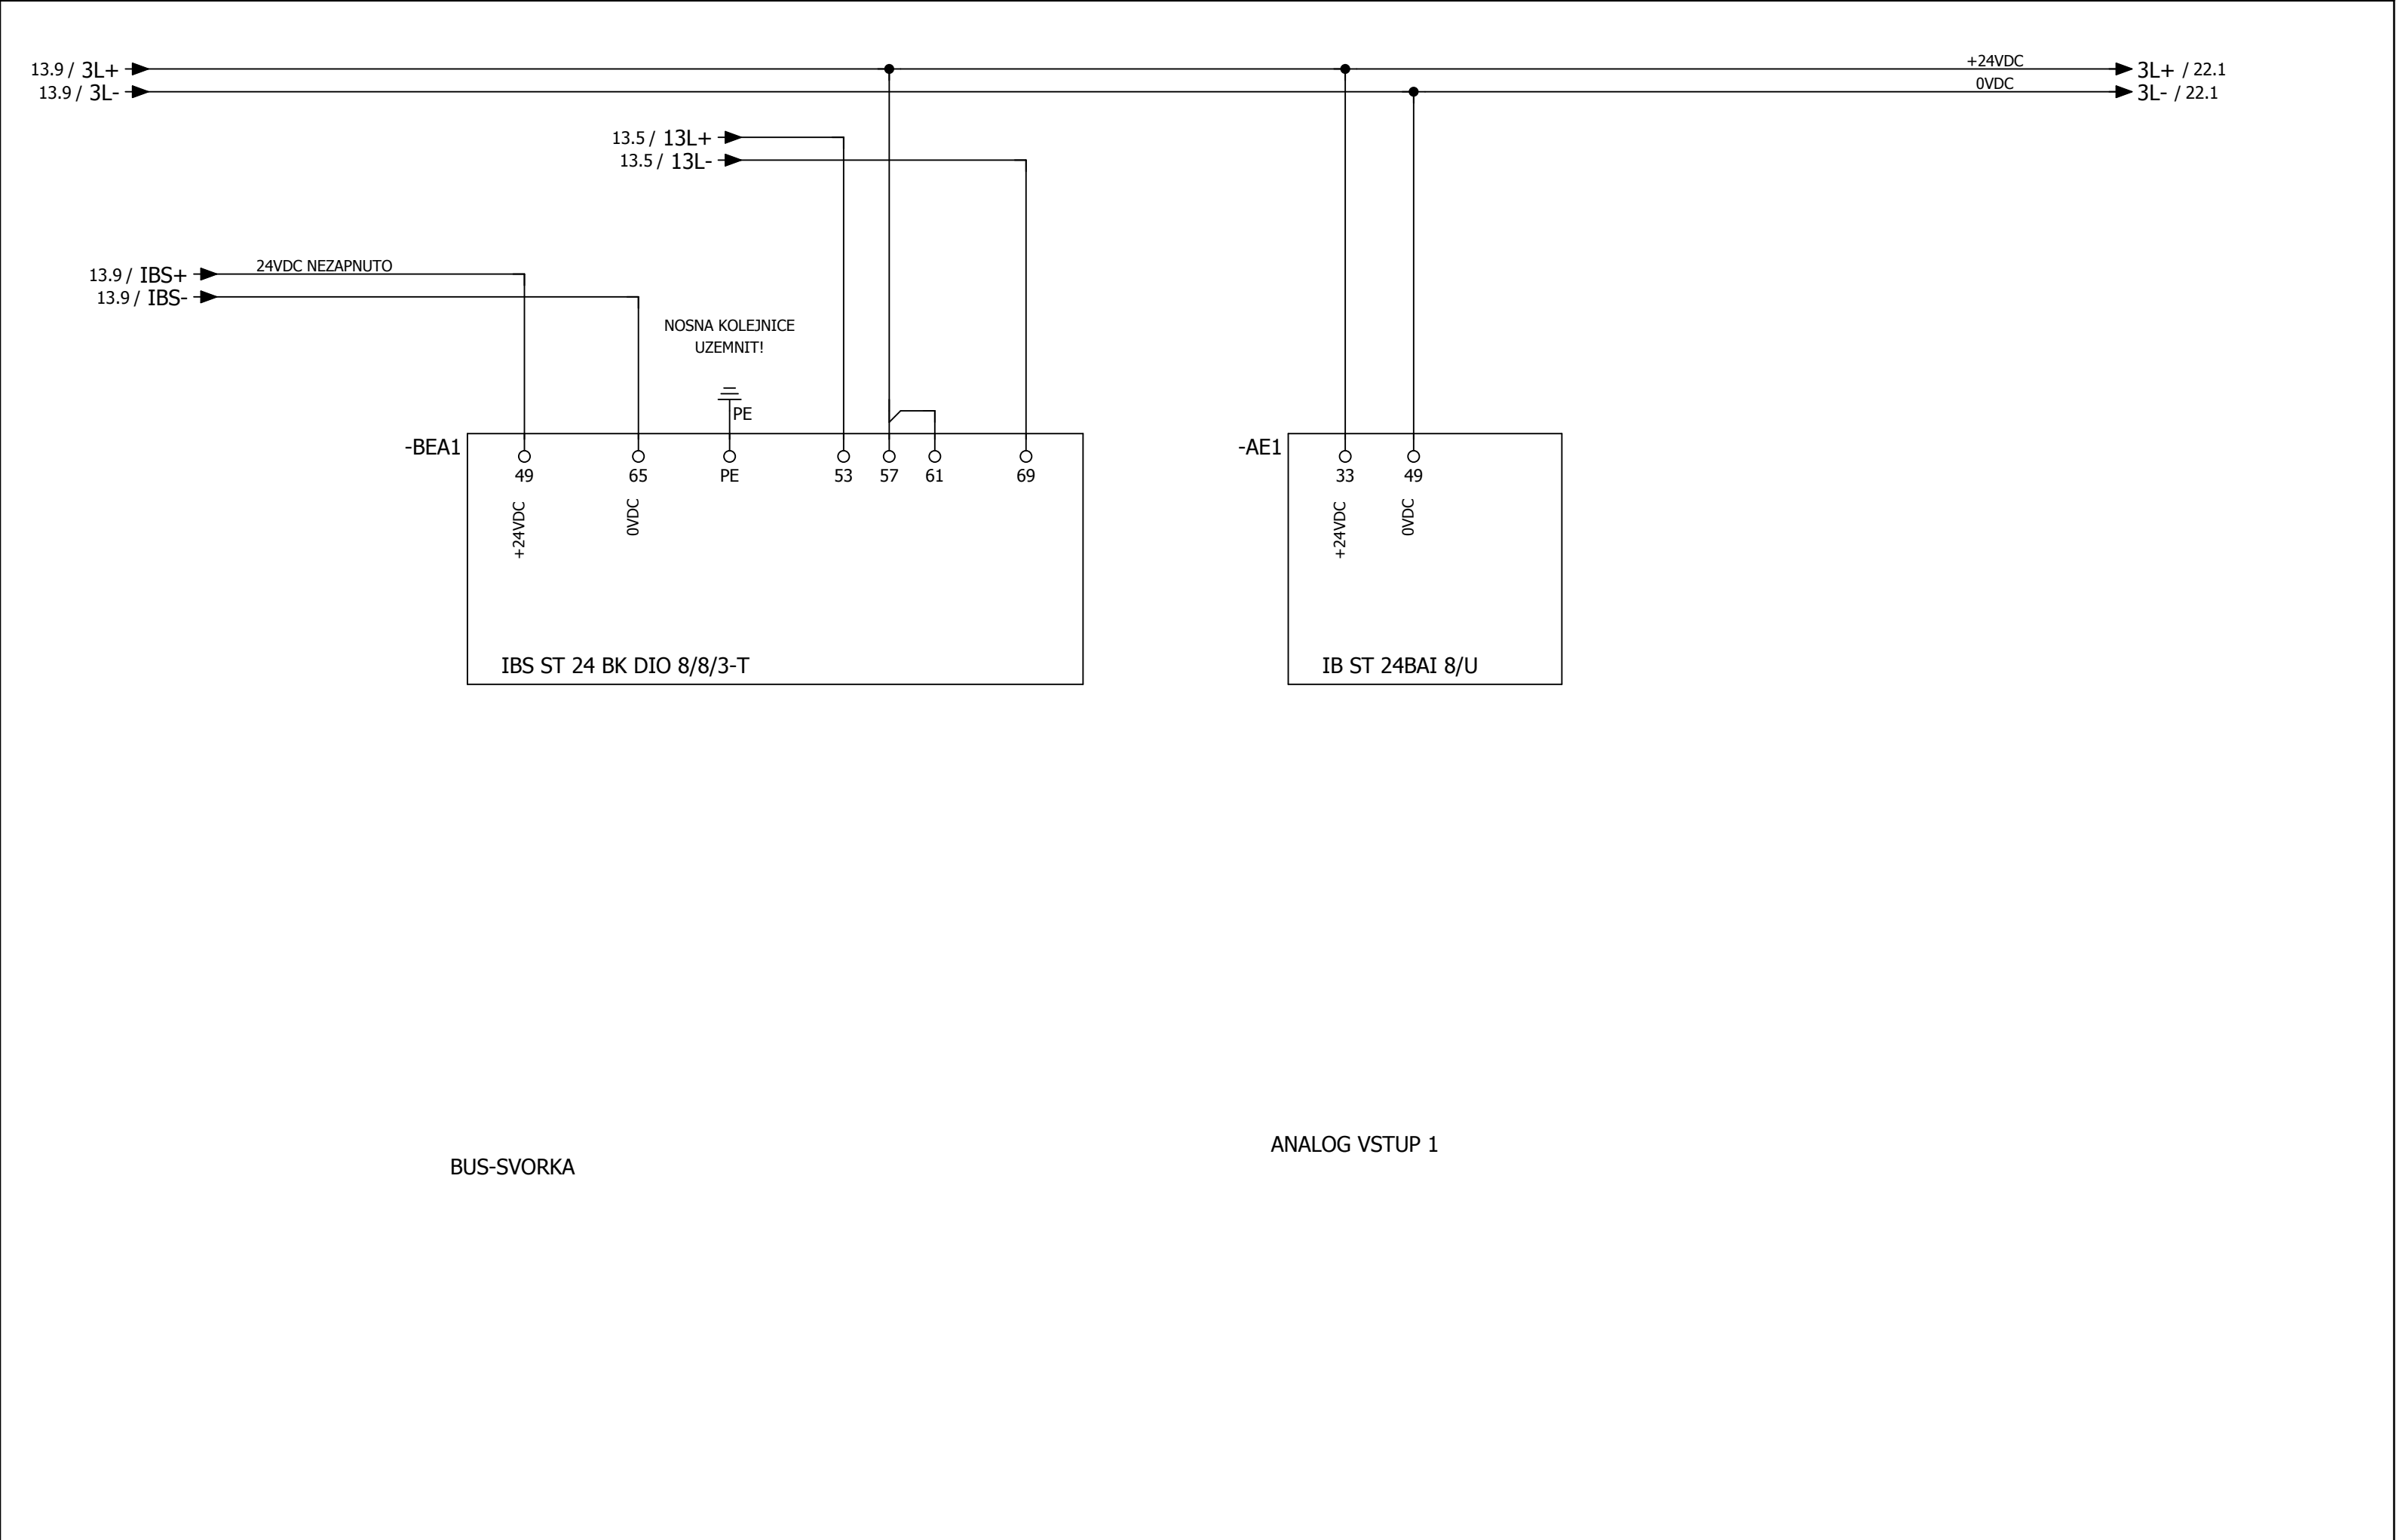 13.9 / 3L+
+24VDC
3L+ / 22.1
13.9 / 3L-
0VDC
3L- / 22.1
13.5 / 13L+
13.5 / 13L-
13.9 / IBS+
24VDC NEZAPNUTO
13.9 / IBS-
NOSNA KOLEJNICE
UZEMNIT!
PE
-BEA1
49
65
PE
53
57
61
69
+24VDC
0VDC
IBS ST 24 BK DIO 8/8/3-T
-AE1
33
49
+24VDC
0VDC
IB ST 24BAI 8/U
ANALOG VSTUP 1
BUS-SVORKA